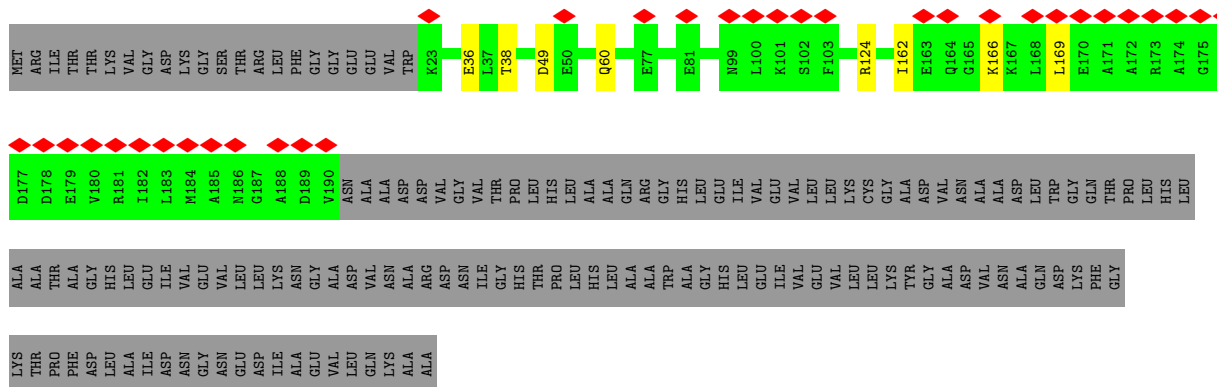 MET ARG ILE THR THR LYS VAL GLY ASP LYS GLY SER THR ARG LEU PHE GLY GLY GLU GLU VAL TRP K23 E36 L37 T38 D49 E50 Q60 E77 E81 N99 L100 K101 S102 F103 R124 I162 E163 Q164 G165 K166 K167 L168 L169 E170 A171 A172 R173 A174 G175
D177 D178 E179 V180 R181 I182 L183 M184 A185 N186 G187 A188 D189 V190 ASN ALA ALA ASP ASP VAL GLY VAL THR PRO LEU HIS LEU ALA ALA GLN ARG GLY HIS LEU GLU ILE VAL GLU VAL LEU LEU LYS CYS GLY ALA ASP VAL ASN ALA ALA ASP LEU TRP GLY GLN THR PRO LEU HIS LEU
ALA ALA THR ALA GLY HIS LEU GLU ILE VAL GLU VAL LEU LEU LYS ASN GLY ALA ASP VAL ASN ALA ARG ASP ASN ILE GLY HIS THR PRO LEU HIS LEU ALA ALA TRP ALA GLY HIS LEU GLU ILE VAL GLU VAL LEU LEU LYS TYR GLY ALA ASP VAL ASN ALA GLN ASP LYS PHE GLY
LYS THR PRO PHE ASP LEU ALA ILE ASP ASN GLY ASN GLU ASP ILE ALA GLU VAL LEU GLN LYS ALA ALA